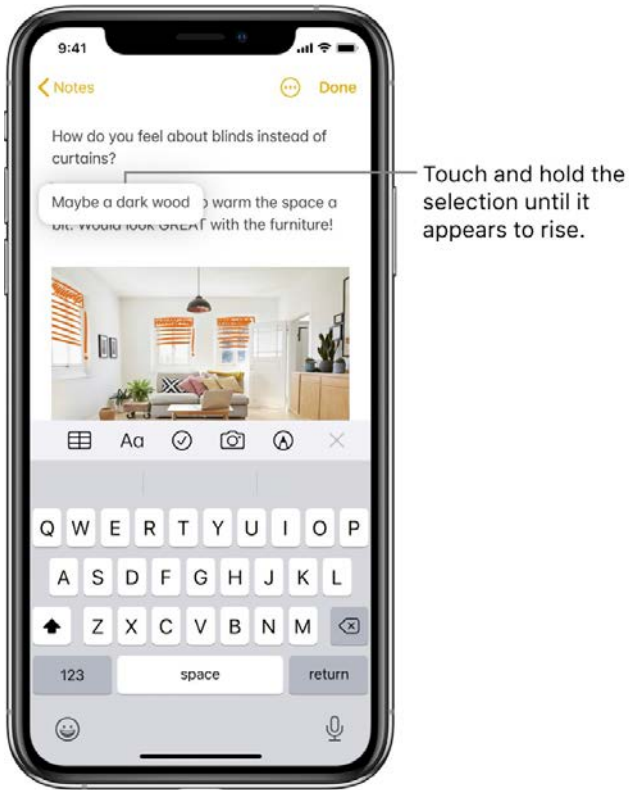 9:41
Notes
Done
How do you feel about blinds instead of
curtains?
Maybe a dark wood o warm the space a
bit. Would look GREAT with the furniture!
Touch and hold the
selection until it
appears to rise.
Aa
Q W E R T Y U I O P
A S D F G H J K L
Z X C V B N M
123
space
return